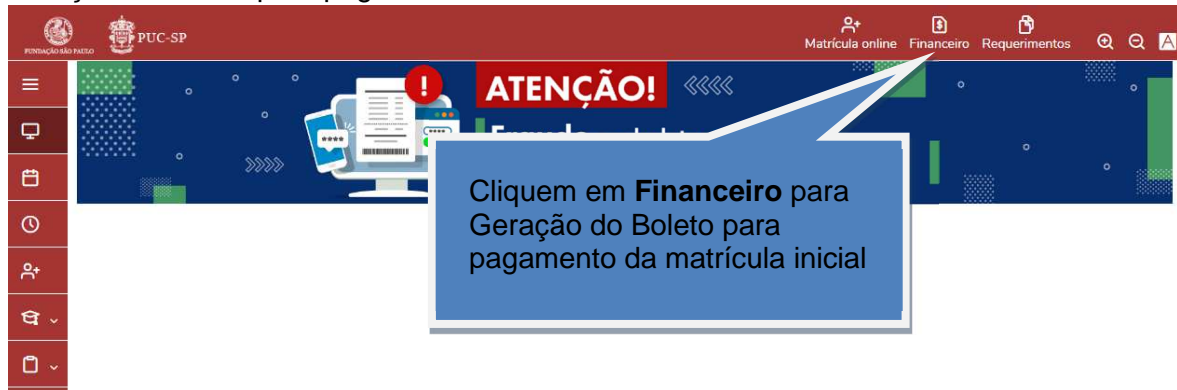 FUNDAÇÃO SÃO PAULO
PUC-SP
Matrícula online Financeiro Requerimentos
A
ATENÇÃO!
Cliquem em Financeiro para
Geração do Boleto para
pagamento da matrícula inicial